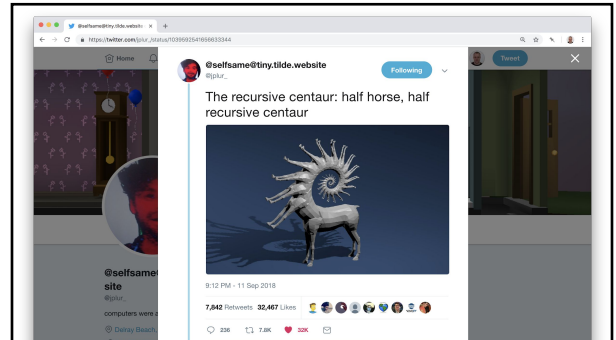 @selfsame@tiny.tilde.website
https://twitter.com/jplur_/status/1039592541656633344
Home
Tweet
@selfsame@tiny.tilde.website
@jplur_
Following
The recursive centaur: half horse, half
recursive centaur
9:12 PM - 11 Sep 2018
7,842 Retweets 32,467 Likes
236 7.8K 32K
@selfsame
site
@jplur_
computers were a
Delray Beach,